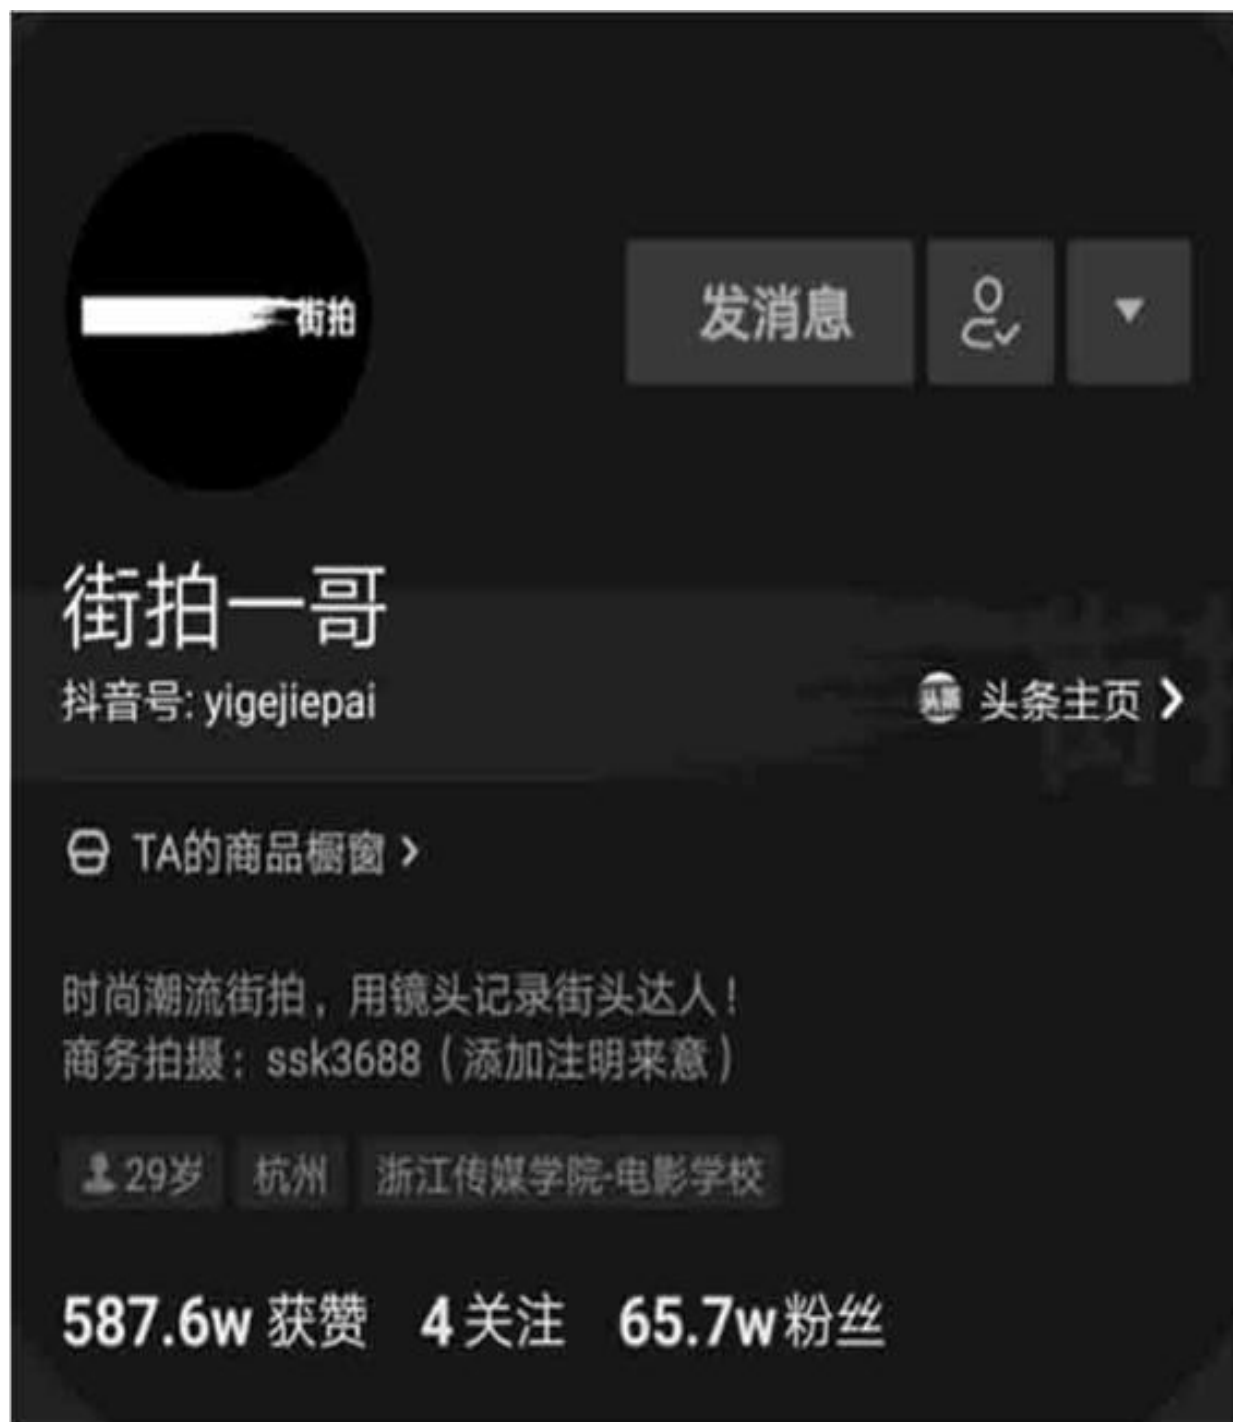 街拍
发消息
街拍一哥
抖音号: yigejiepai
头条
头条主页
TA的商品橱窗
时尚潮流街拍，用镜头记录街头达人！
商务拍摄：ssk3688（添加注明来意）
29岁 杭州 浙江传媒学院-电影学校
587.6w 获赞 4 关注 65.7w 粉丝